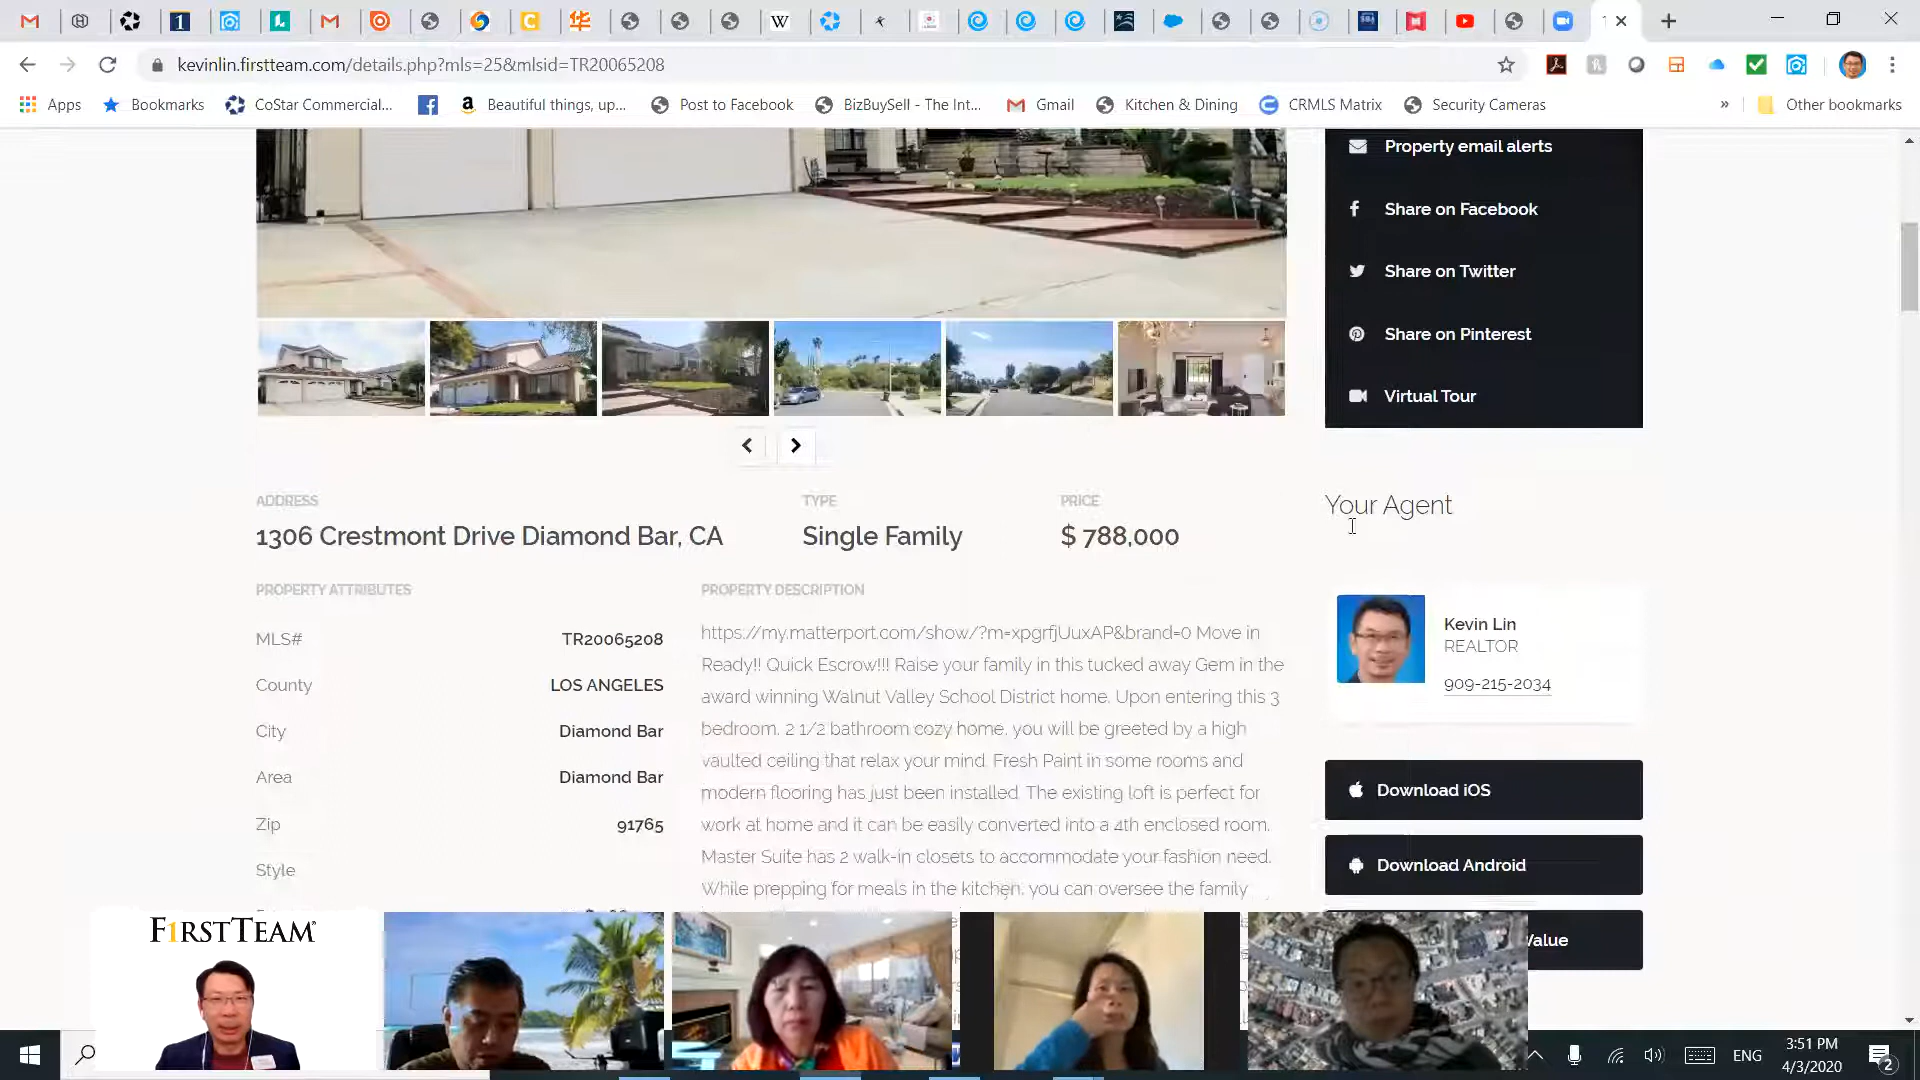 kevinlin.firstteam.com/details.php?mls=25&mlsid=TR20065208
Apps
Bookmarks
CoStar Commercial...
Beautiful things, up...
Post to Facebook
BizBuySell - The Int...
Gmail
Kitchen & Dining
CRMLS Matrix
Security Cameras
»
Other bookmarks
Property email alerts
Share on Facebook
Share on Twitter
Share on Pinterest
Virtual Tour
ADDRESS
1306 Crestmont Drive Diamond Bar, CA
TYPE
Single Family
PRICE
$ 788,000
PROPERTY ATTRIBUTES
MLS# TR20065208
County LOS ANGELES
City Diamond Bar
Area Diamond Bar
Zip 91765
Style
PROPERTY DESCRIPTION
https://my.matterport.com/show/?m=xpgrfjUuxAP&brand=0 Move in
Ready!! Quick Escrow!!! Raise your family in this tucked away Gem in the
award winning Walnut Valley School District home. Upon entering this 3
bedroom, 2 1/2 bathroom cozy home, you will be greeted by a high
vaulted ceiling that relax your mind. Fresh Paint in some rooms and
modern flooring has just been installed. The existing loft is perfect for
work at home and it can be easily converted into a 4th enclosed room.
Master Suite has 2 walk-in closets to accommodate your fashion need.
While prepping for meals in the kitchen, you can oversee the family
Your Agent
Kevin Lin
REALTOR
909-215-2034
Download iOS
Download Android
Value
F1RSTTEAM®
ENG
3:51 PM
4/3/2020
2